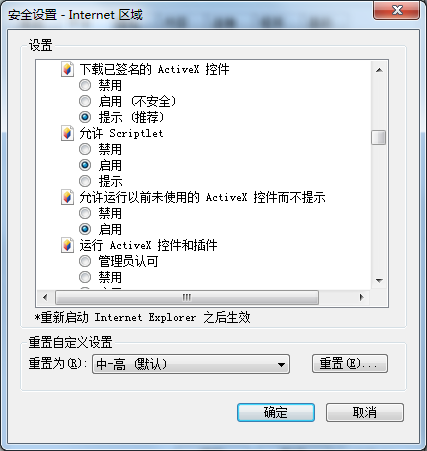 安全设置 - Internet 区域
设置
下载已签名的 ActiveX 控件
禁用
启用 (不安全)
提示 (推荐)
允许 Scriptlet
禁用
启用
提示
允许运行以前未使用的 ActiveX 控件而不提示
禁用
启用
运行 ActiveX 控件和插件
管理员认可
禁用
*重新启动 Internet Explorer 之后生效
重置自定义设置
重置为(R): 中-高 (默认) 重置(E)...
确定 取消